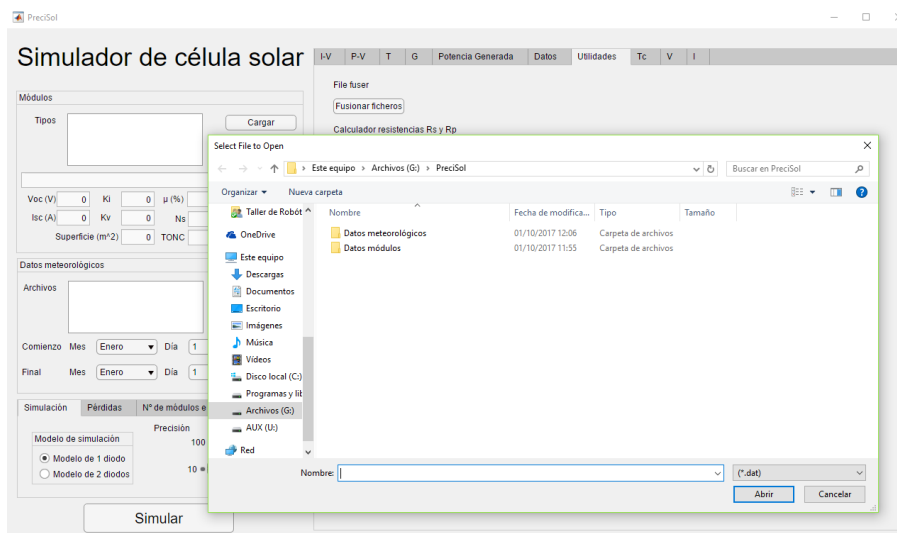 PreciSol
Simulador de célula solar
I-V P-V T G Potencia Generada Datos Utilidades Tc V I
File fuser
Fusionar ficheros
Calculador resistencias Rs y Rp
Módulos
Tipos
Cargar
Voc (V) 0 Ki 0 µ (%)
Isc (A) 0 Kv 0 Ns
Superficie (m^2) 0 TONC
Datos meteorológicos
Archivos
Comienzo Mes Enero Día 1
Final Mes Enero Día 1
Simulación Pérdidas Nº de módulos e
Precisión
Modelo de simulación
100
Modelo de 1 diodo
Modelo de 2 diodos
10
Simular
Select File to Open
Este equipo Archivos (G:) PreciSol
Buscar en PreciSol
Organizar Nueva carpeta
Nombre Fecha de modifica... Tipo Tamaño
Datos meteorológicos 01/10/2017 12:06 Carpeta de archivos
Datos módulos 01/10/2017 11:55 Carpeta de archivos
Taller de Robót
OneDrive
Este equipo
Descargas
Documentos
Escritorio
Imágenes
Música
Vídeos
Disco local (C:)
Programas y lib
Archivos (G:)
AUX (U:)
Red
Nombre:
(*.dat)
Abrir Cancelar